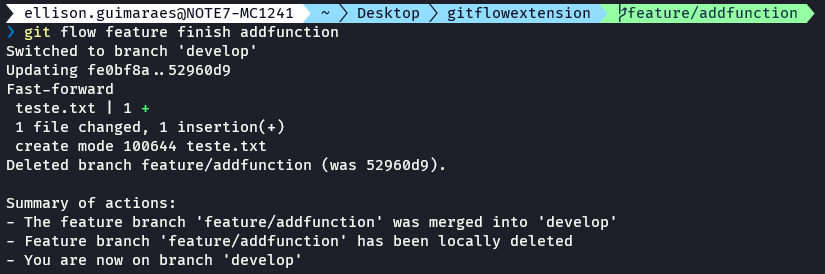 ellison.guimaraes@NOTE7-MC1241 ~ Desktop gitflowextension feature/addfunction
❯ git flow feature finish addfunction
Switched to branch 'develop'
Updating fe0bf8a..52960d9
Fast-forward
 teste.txt | 1 +
 1 file changed, 1 insertion(+)
 create mode 100644 teste.txt
Deleted branch feature/addfunction (was 52960d9).

Summary of actions:
- The feature branch 'feature/addfunction' was merged into 'develop'
- Feature branch 'feature/addfunction' has been locally deleted
- You are now on branch 'develop'